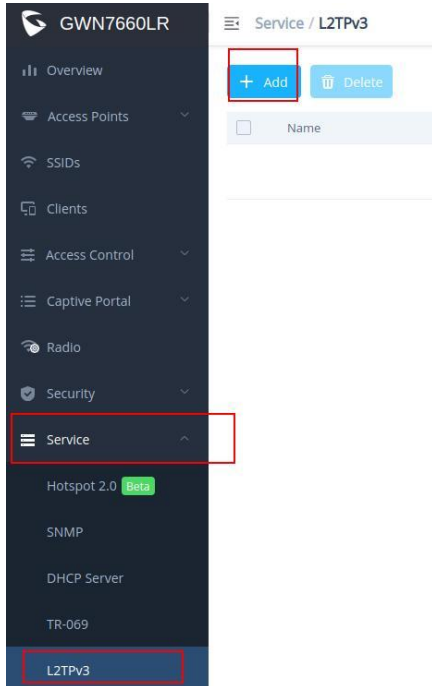 GWN7660LR
Service / L2TPv3
Overview
+ Add
Delete
Access Points
Name
SSIDs
Clients
Access Control
Captive Portal
Radio
Security
Service
Hotspot 2.0 Beta
SNMP
DHCP Server
TR-069
L2TPv3